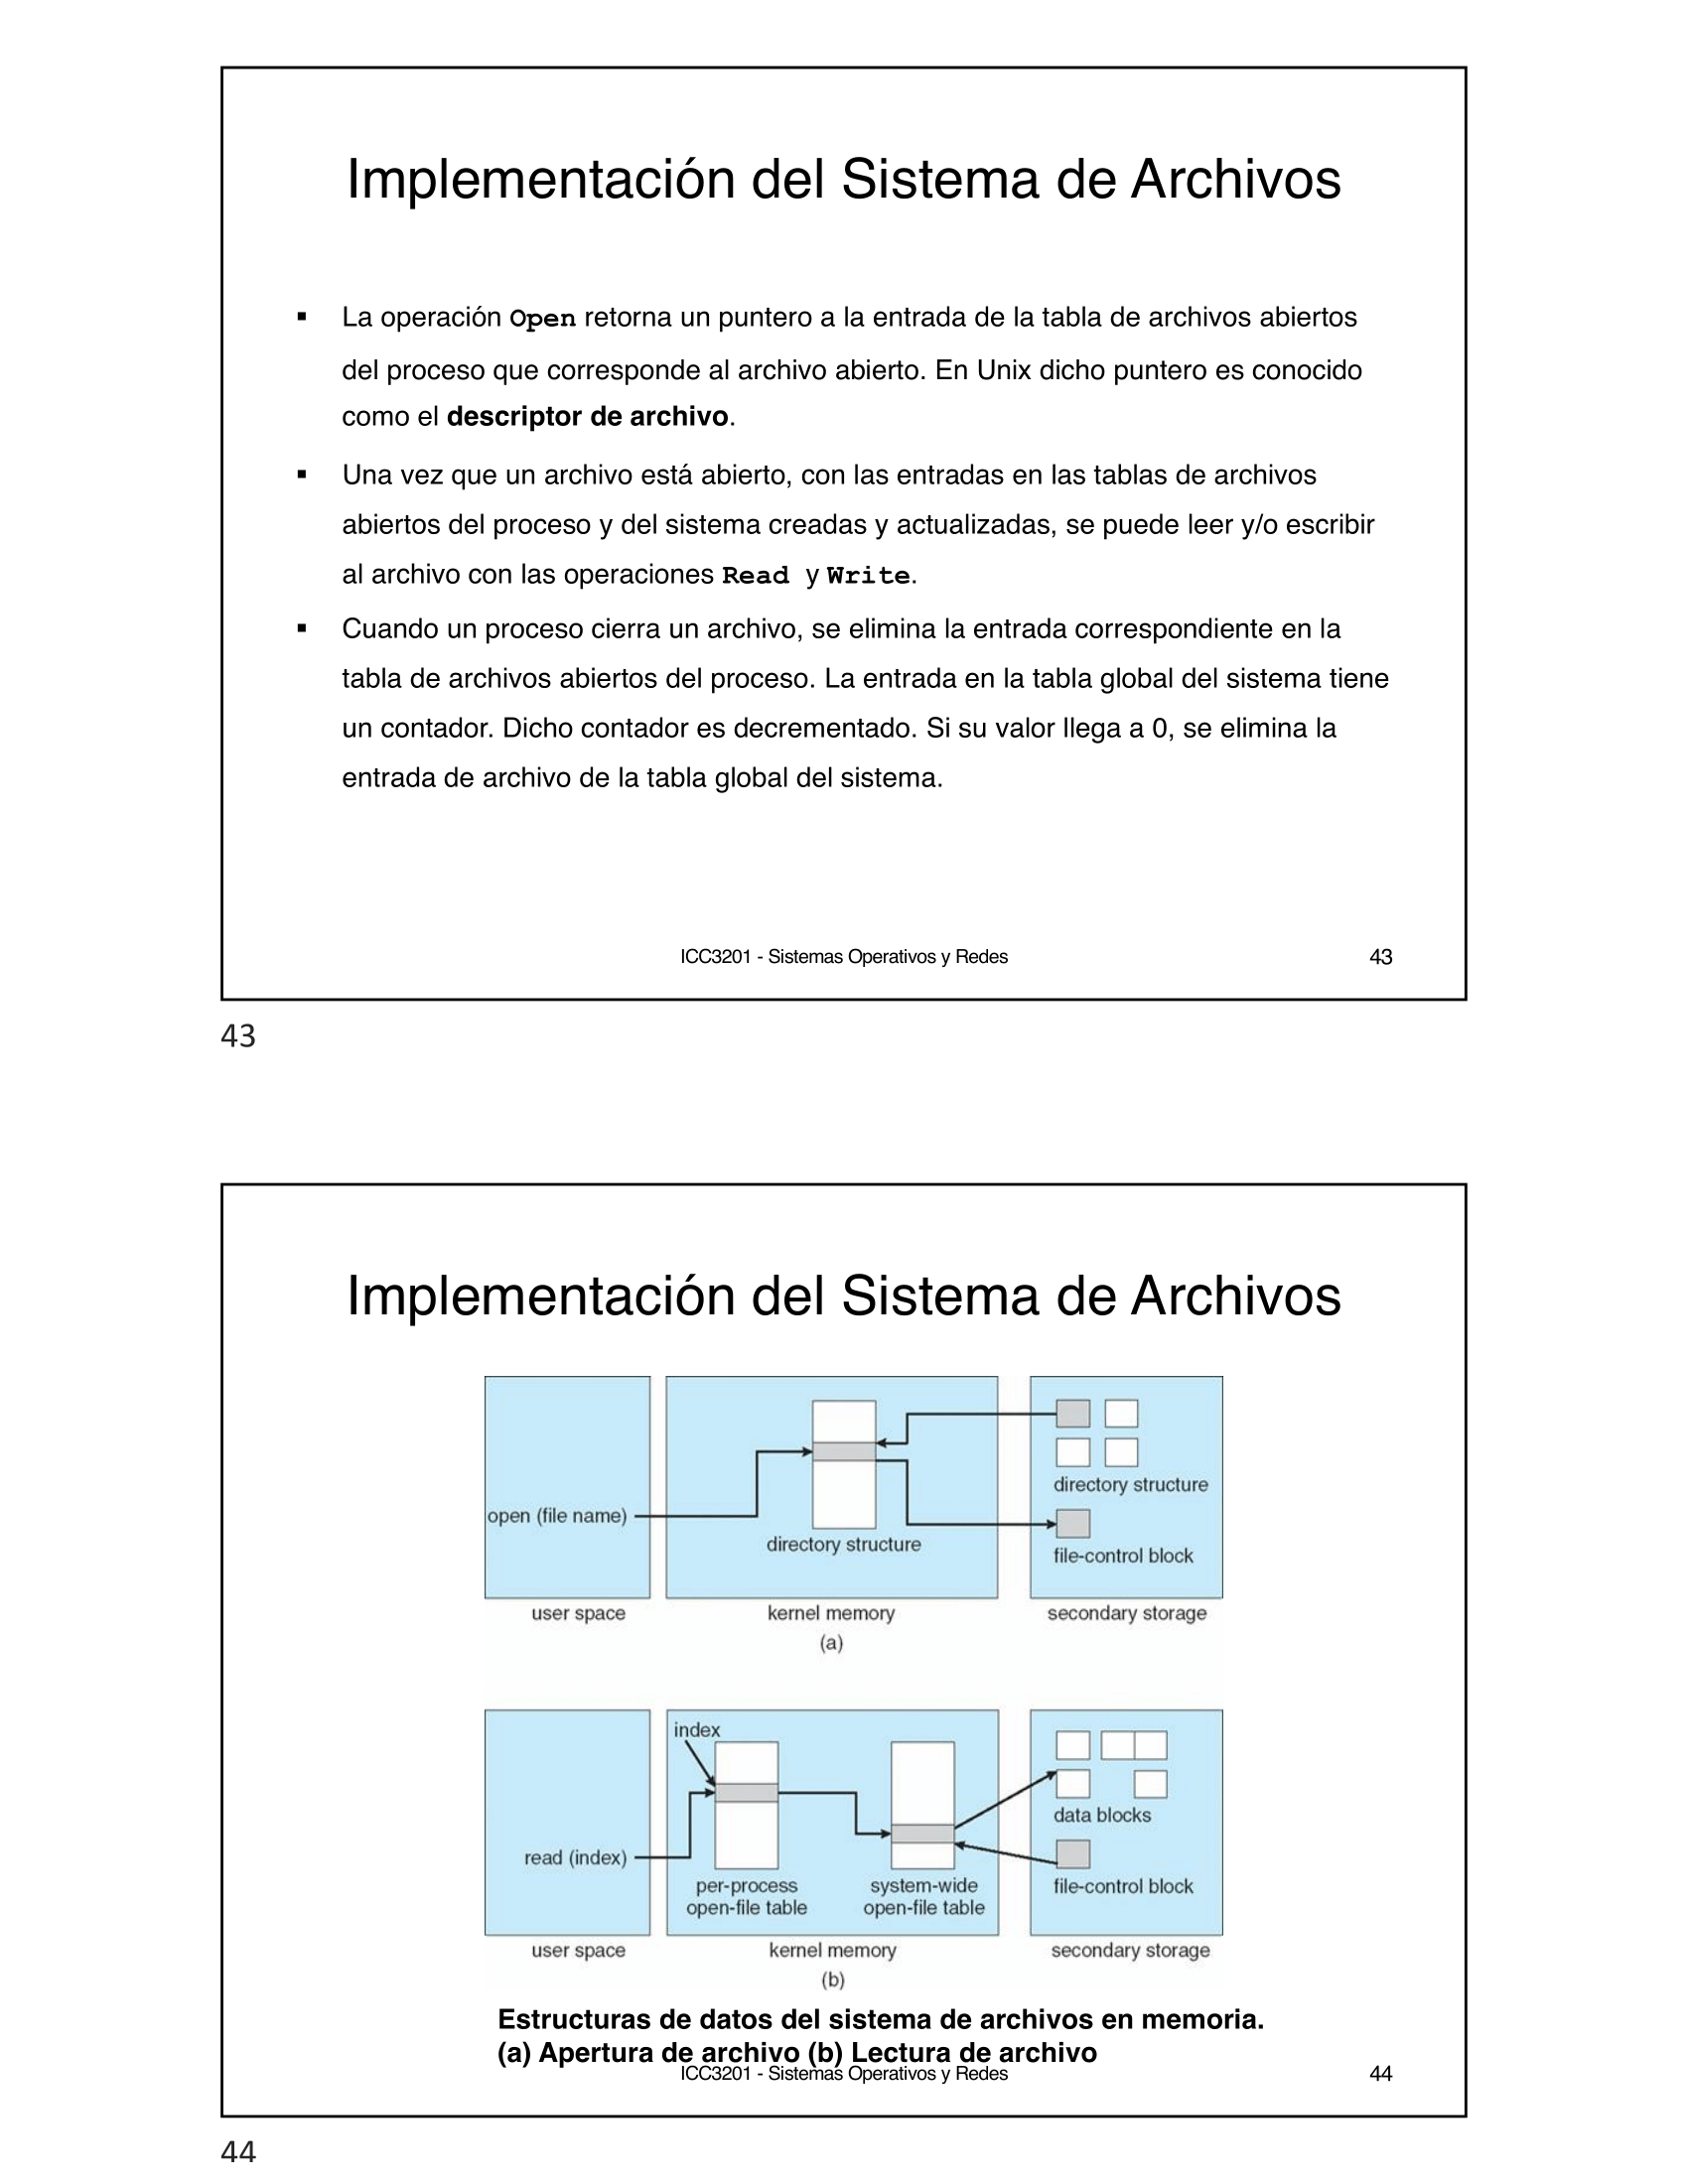 Implementación del Sistema de Archivos
▪ La operación Open retorna un puntero a la entrada de la tabla de archivos abiertos
del proceso que corresponde al archivo abierto. En Unix dicho puntero es conocido
como el descriptor de archivo.
▪ Una vez que un archivo está abierto, con las entradas en las tablas de archivos
abiertos del proceso y del sistema creadas y actualizadas, se puede leer y/o escribir
al archivo con las operaciones Read y Write.
▪ Cuando un proceso cierra un archivo, se elimina la entrada correspondiente en la
tabla de archivos abiertos del proceso. La entrada en la tabla global del sistema tiene
un contador. Dicho contador es decrementado. Si su valor llega a 0, se elimina la
entrada de archivo de la tabla global del sistema.
ICC3201 - Sistemas Operativos y Redes 43
43
Implementación del Sistema de Archivos
directory structure
open (file name)
directory structure
file-control block
user space kernel memory secondary storage
(a)
index
data blocks
read (index)
per-process system-wide file-control block
open-file table open-file table
user space kernel memory secondary storage
(b)
Estructuras de datos del sistema de archivos en memoria.
(a) Apertura de archivo (b) Lectura de archivo
ICC3201 - Sistemas Operativos y Redes 44
44